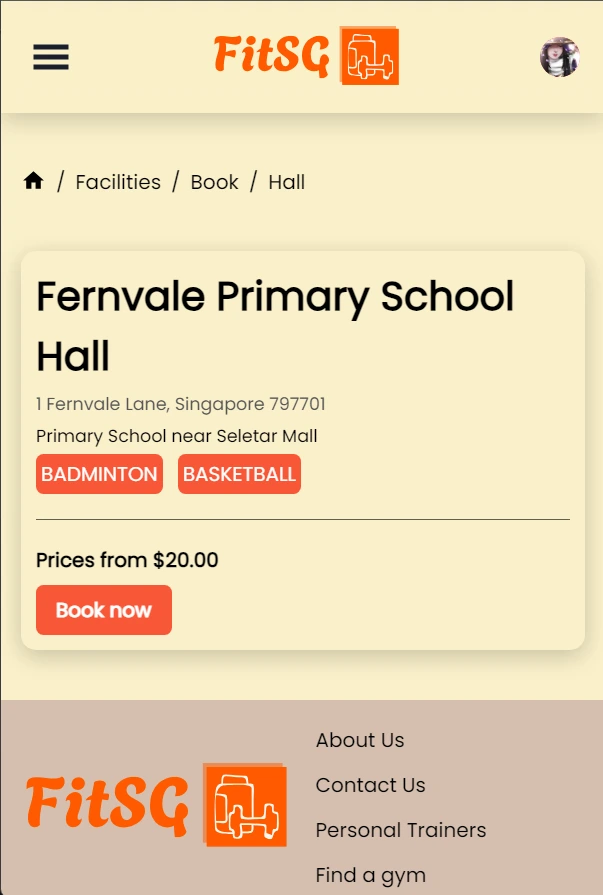 FitSG
/ Facilities / Book / Hall
Fernvale Primary School
Hall
1 Fernvale Lane, Singapore 797701
Primary School near Seletar Mall
BADMINTON BASKETBALL
Prices from $20.00
Book now
FitSG
About Us
Contact Us
Personal Trainers
Find a gym